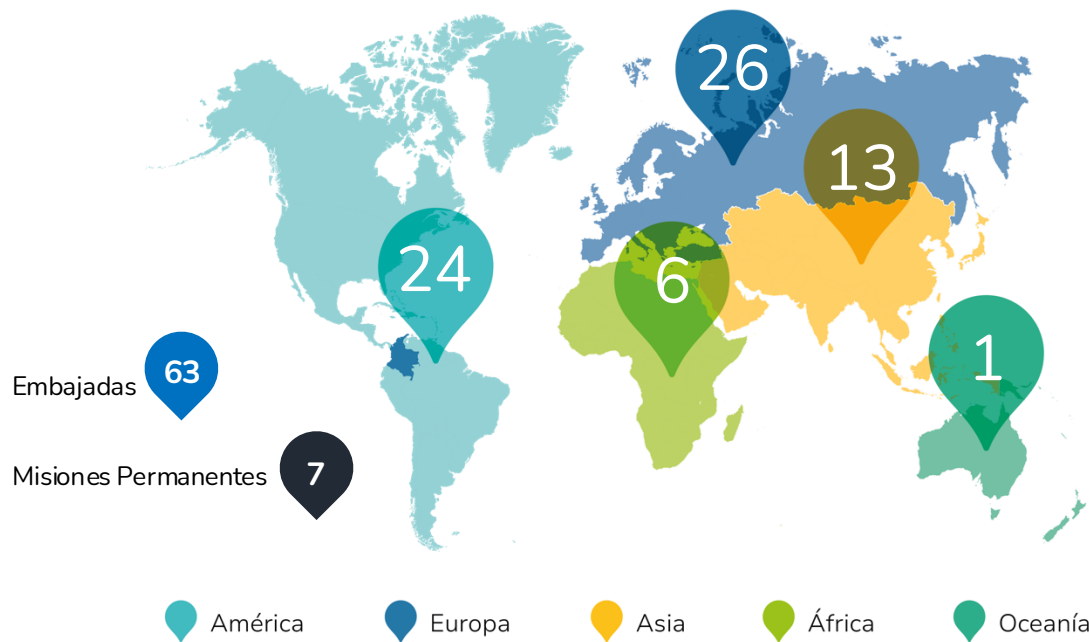 26
13
24
6
1
Embajadas 63
Misiones Permanentes 7
América Europa Asia África Oceanía